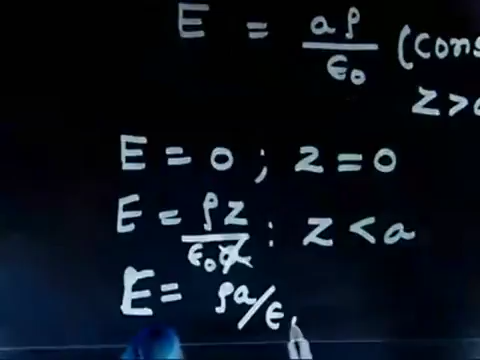 E = aρ/ε₀ (Cons
z>
E = 0 ; z = 0
E = ρz/ε₀ : z < a
E = ρa/ε